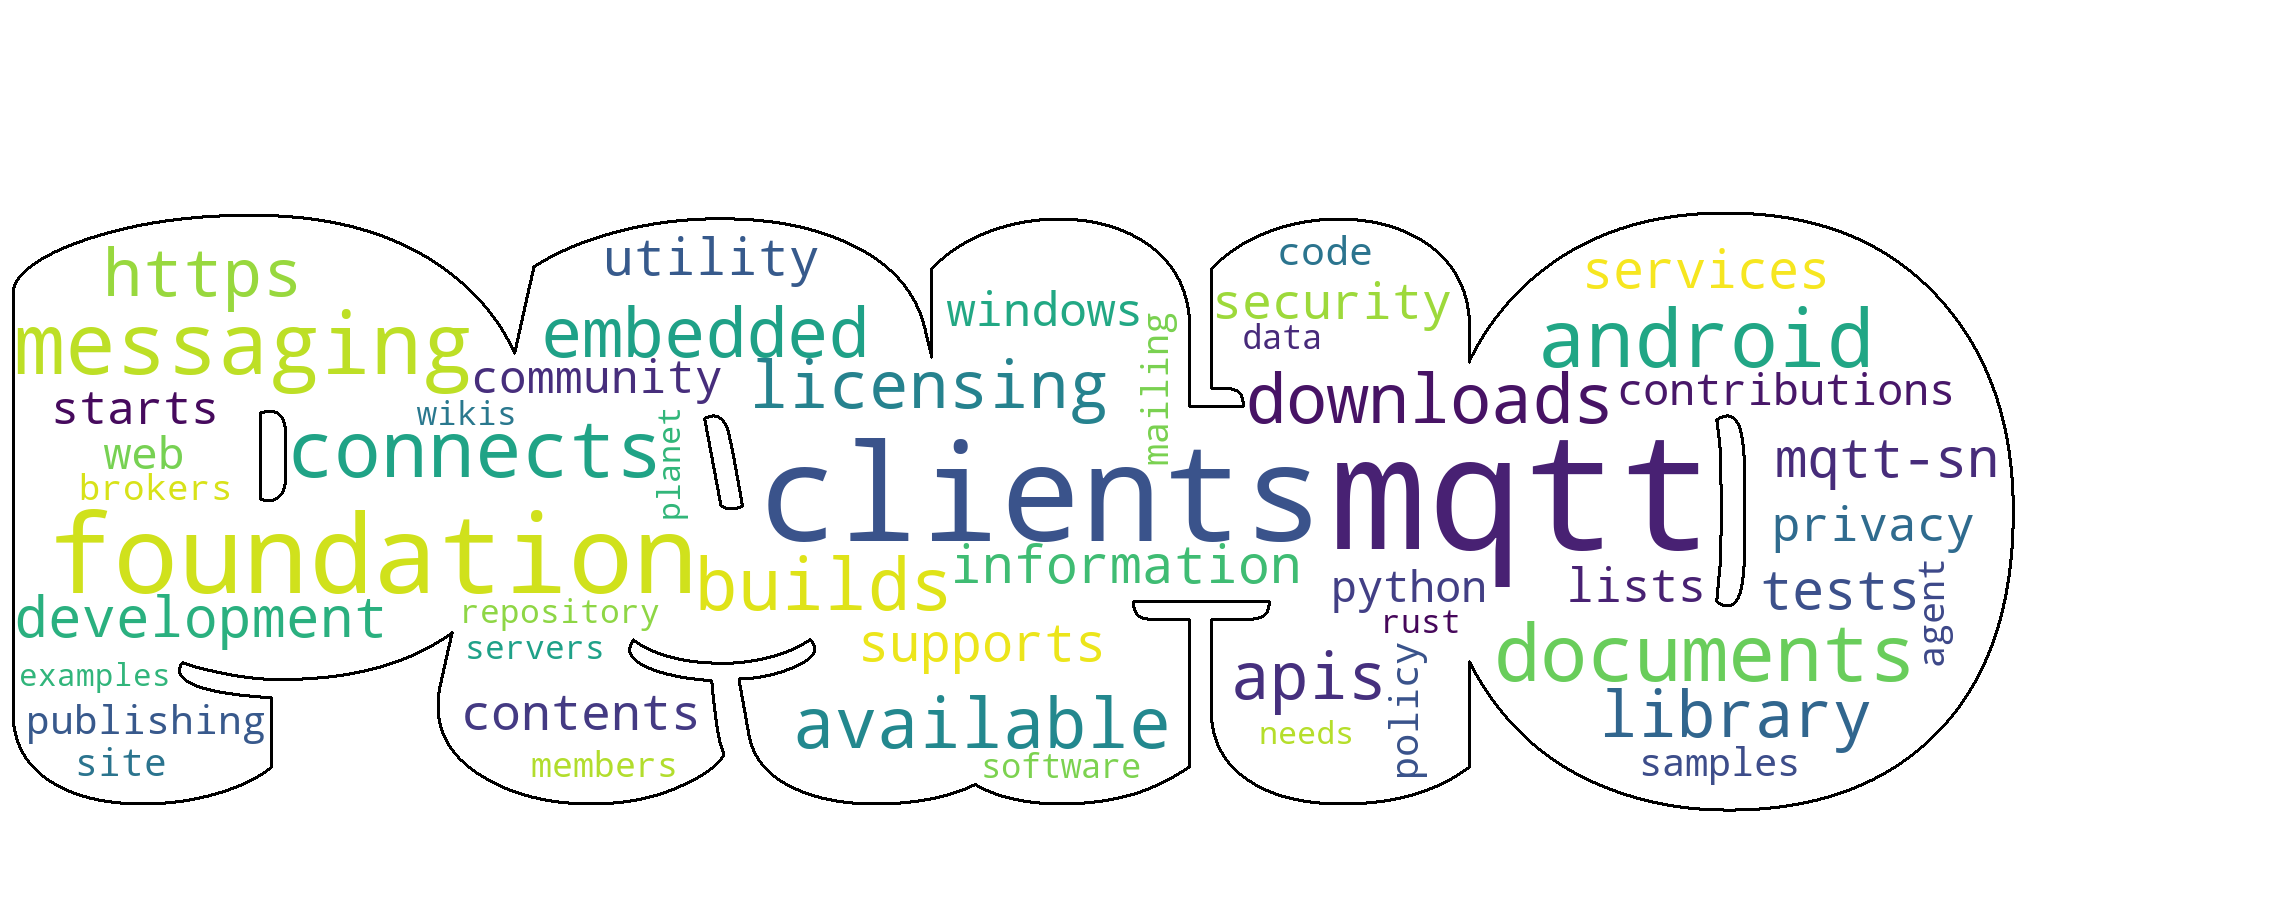 https
messaging
starts
web
brokers
foundation
development
examples
publishing
site
utility
embedded
community
wikis
connects
planet
licensing
windows
mailing
clients
builds
information
repository
servers
contents
members
supports
available
software
code
security
data
downloads
mqtt
python
rust
apis
policy
needs
services
android
contributions
mqtt-sn
privacy
lists
tests
agent
documents
library
samples